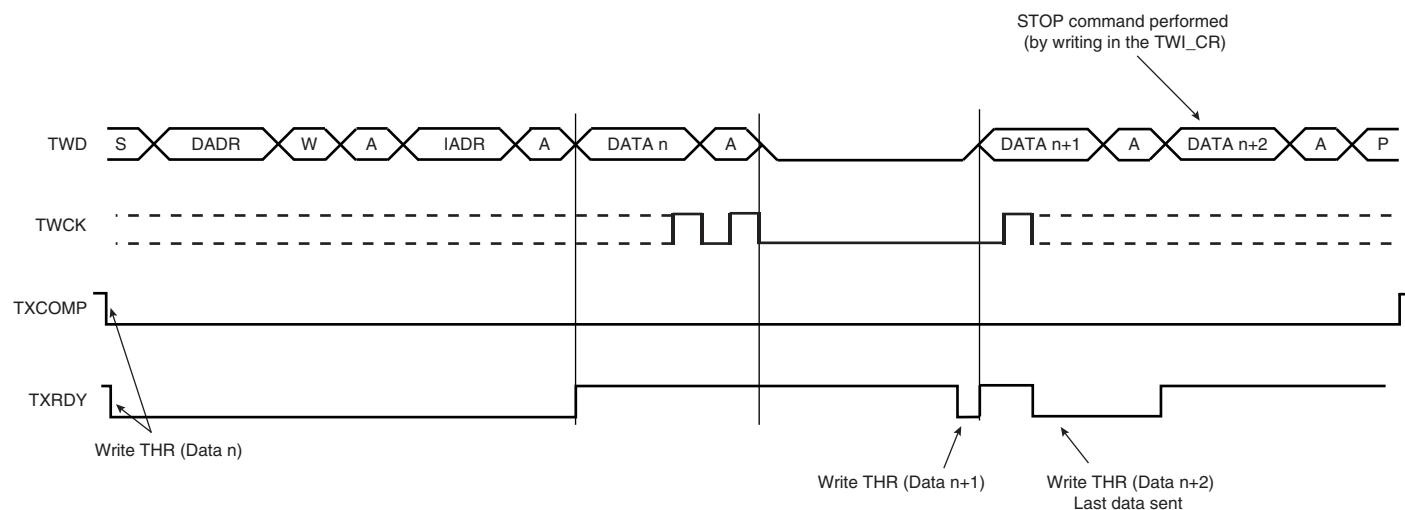 STOP command performed
(by writing in the TWI_CR)
TWD S DADR W A IADR A DATA n A DATA n+1 A DATA n+2 A P
TWCK
TXCOMP
TXRDY
Write THR (Data n)
Write THR (Data n+1)
Write THR (Data n+2)
Last data sent